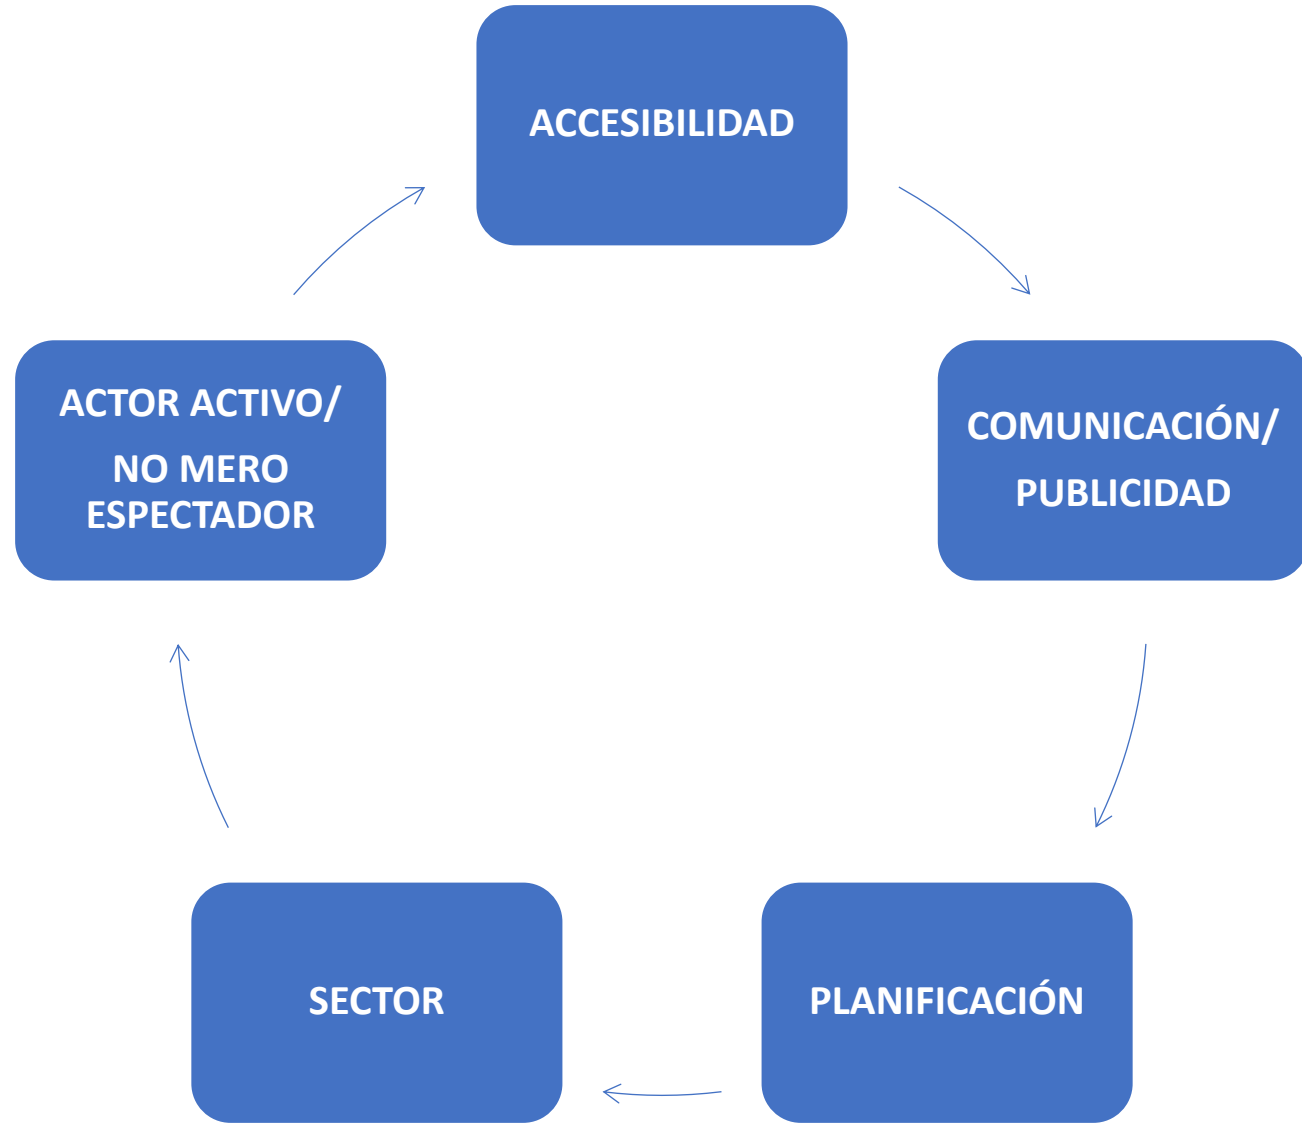 ACCESIBILIDAD
COMUNICACIÓN/
PUBLICIDAD
PLANIFICACIÓN
SECTOR
ACTOR ACTIVO/
NO MERO
ESPECTADOR